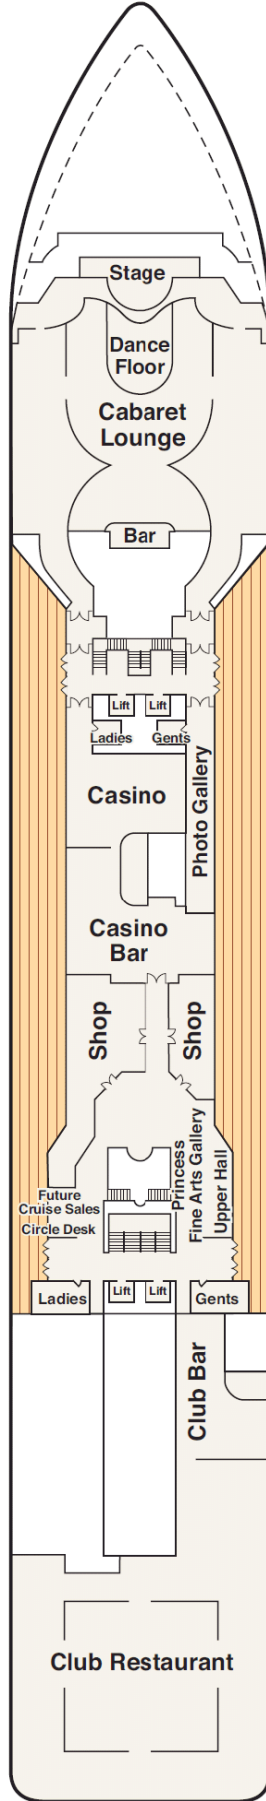 Stage
Dance
Floor
Cabaret
Lounge
Bar
Lift
Lift
Ladies
Gents
Casino
Photo Gallery
Casino
Bar
Shop
Shop
Princess
Fine Arts Gallery
Upper Hall
Future
Cruise Sales
Circle Desk
Lift
Lift
Ladies
Gents
Club Bar
Club Restaurant